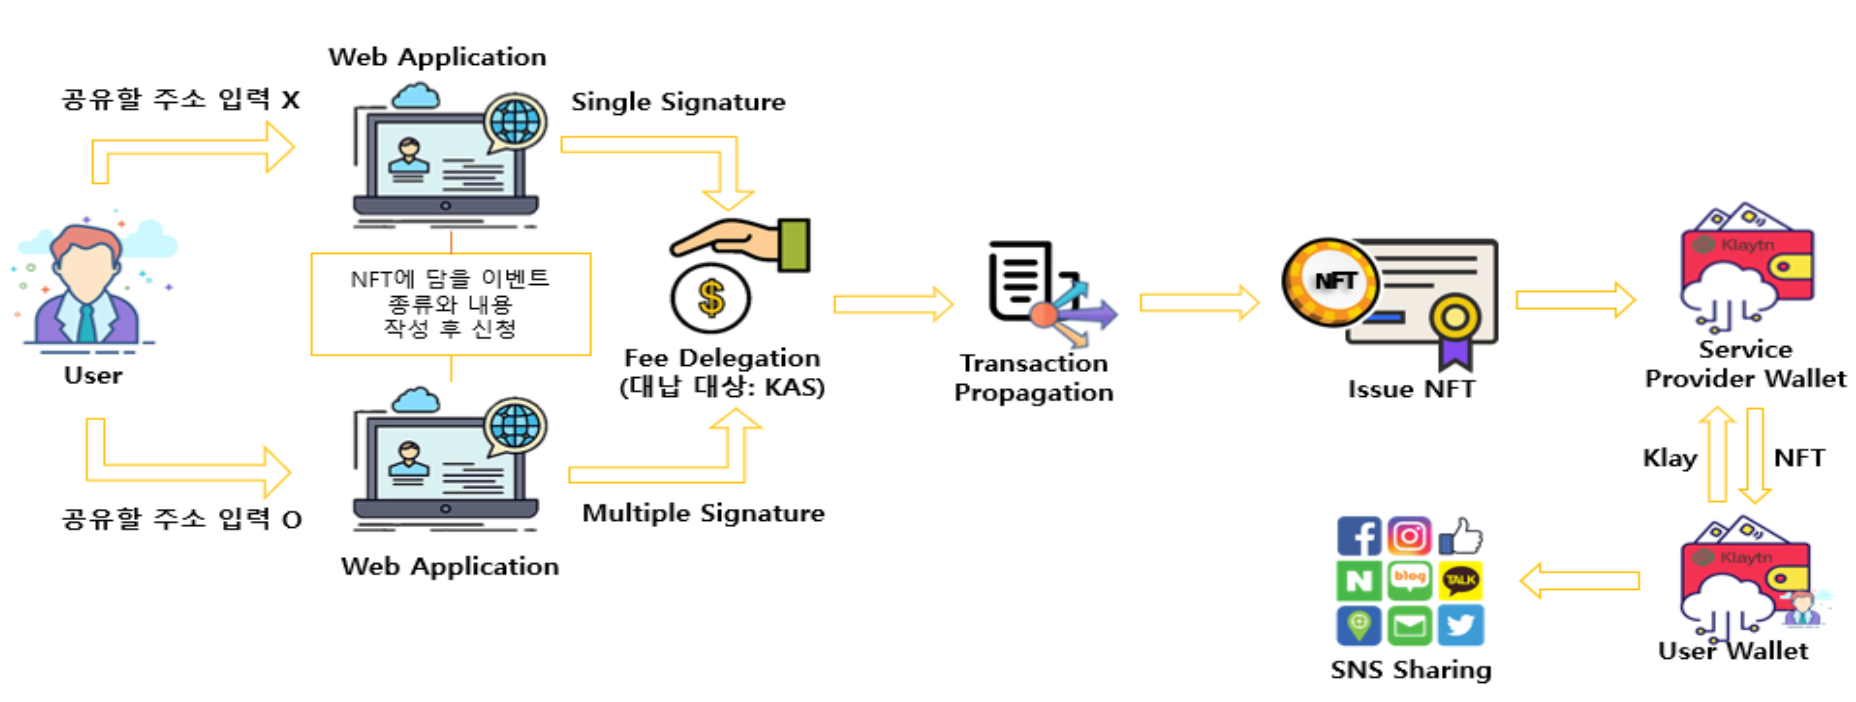 Web Application
공유할 주소 입력 X
Single Signature
NFT에 담을 이벤트
종류와 내용
작성 후 신청
User
공유할 주소 입력 O
Web Application
Multiple Signature
$
Fee Delegation
(대납 대상: KAS)
Transaction
Propagation
NFT
Issue NFT
Klaytn
Service
Provider Wallet
Klay
NFT
Klaytn
User Wallet
f
N
blog
TALK
SNS Sharing